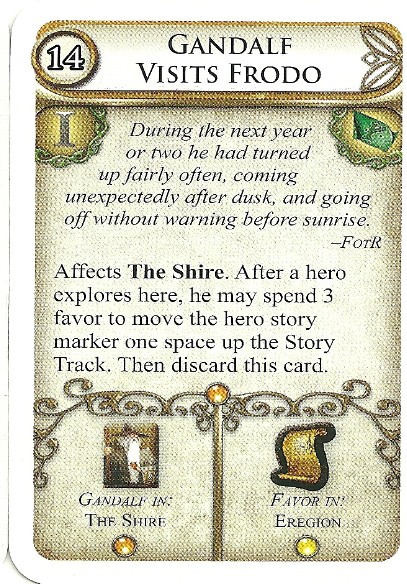 14
GANDALF
VISITS FRODO
I
During the next year
or two he had turned
up fairly often, coming
unexpectedly after dusk, and going
off without warning before sunrise.
–FOTR
Affects The Shire. After a hero
explores here, he may spend 3
favor to move the hero story
marker one space up the Story
Track. Then discard this card.
GANDALF IN:
THE SHIRE
FAVOR IN:
EREGION